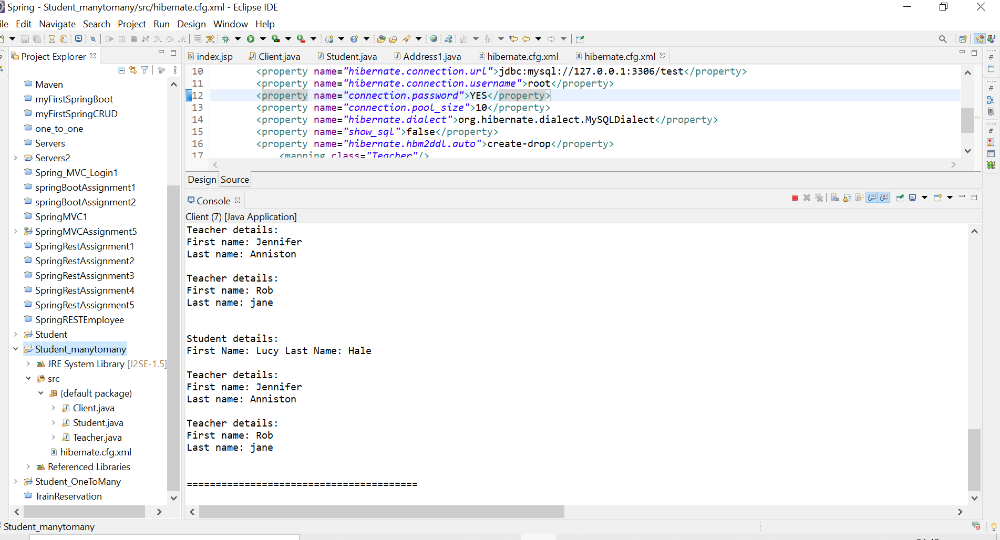 Spring - Student_manytomany/src/hibernate.cfg.xml - Eclipse IDE
ile Edit Navigate Search Project Run Design Window Help
Project Explorer
Maven
myFirstSpringBoot
myFirstSpringCRUD
one_to_one
Servers
Servers2
Spring_MVC_Login1
springBootAssignment1
springBootAssignment2
SpringMVC1
SpringMVCAssignment5
SpringRestAssignment1
SpringRestAssignment2
SpringRestAssignment3
SpringRestAssignment4
SpringRestAssignment5
SpringRESTEmployee
Student
Student_manytomany
JRE System Library [J2SE-1.5]
src
(default package)
Client.java
Student.java
Teacher.java
hibernate.cfg.xml
Referenced Libraries
Student_OneToMany
TrainReservation
index.jsp Client.java Student.java Address1.java hibernate.cfg.xml hibernate.cfg.xml
10 <property name="hibernate.connection.url">jdbc:mysql://127.0.0.1:3306/test</property>
11 <property name="hibernate.connection.username">root</property>
12 <property name="connection.password">YES</property>
13 <property name="connection.pool_size">10</property>
14 <property name="hibernate.dialect">org.hibernate.dialect.MySQLDialect</property>
15 <property name="show_sql">false</property>
16 <property name="hibernate.hbm2ddl.auto">create-drop</property>
17 <mapping class="Teacher"/>
Design Source
Console
Client (7) [Java Application]
Teacher details:
First name: Jennifer
Last name: Anniston
Teacher details:
First name: Rob
Last name: jane
Student details:
First Name: Lucy Last Name: Hale
Teacher details:
First name: Jennifer
Last name: Anniston
Teacher details:
First name: Rob
Last name: jane
========================================
Student_manytomany